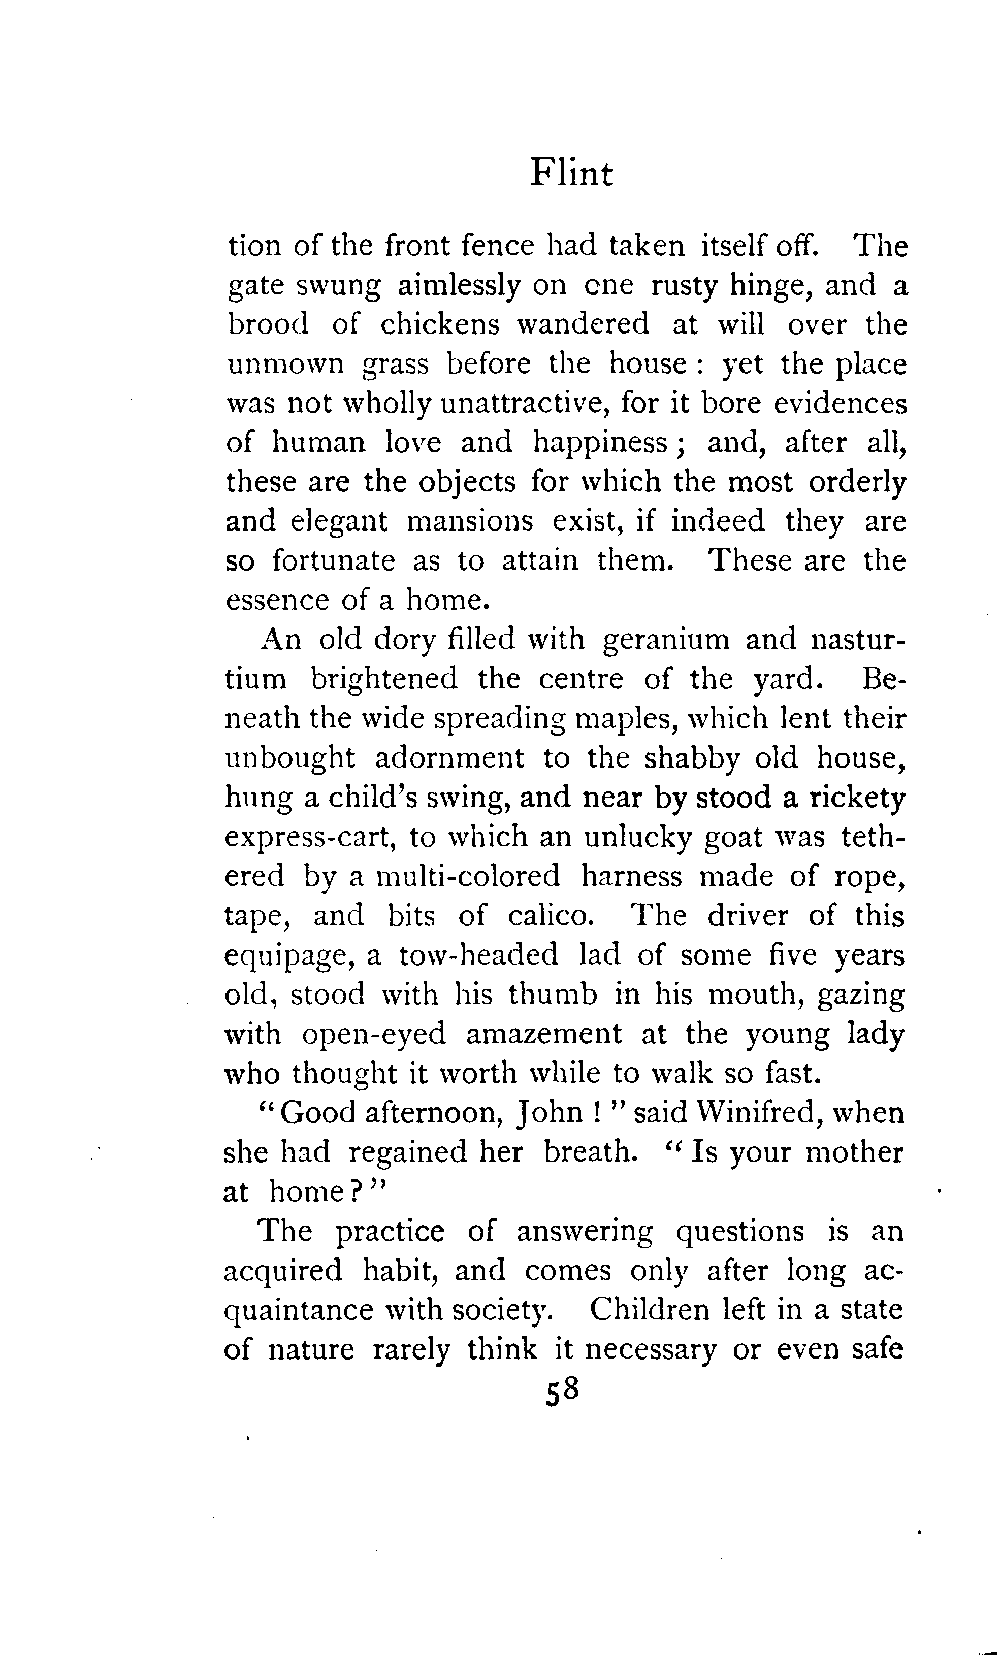 Flint
tion of the front fence had taken itself off. The
gate swung aimlessly on one rusty hinge, and a
brood of chickens wandered at will over the
unmown grass before the house : yet the place
was not wholly unattractive, for it bore evidences
of human love and happiness ; and, after all,
these are the objects for which the most orderly
and elegant mansions exist, if indeed they are
so fortunate as to attain them. These are the
essence of a home.
An old dory filled with geranium and nastur-
tium brightened the centre of the yard. Be-
neath the wide spreading maples, which lent their
unbought adornment to the shabby old house,
hung a child's swing, and near by stood a rickety
express-cart, to which an unlucky goat was teth-
ered by a multi-colored harness made of rope,
tape, and bits of calico. The driver of this
equipage, a tow-headed lad of some five years
old, stood with his thumb in his mouth, gazing
with open-eyed amazement at the young lady
who thought it worth while to walk so fast.
"Good afternoon, John ! " said Winifred, when
she had regained her breath. " Is your mother
at home?"
The practice of answering questions is an
acquired habit, and comes only after long ac-
quaintance with society. Children left in a state
of nature rarely think it necessary or even safe
58